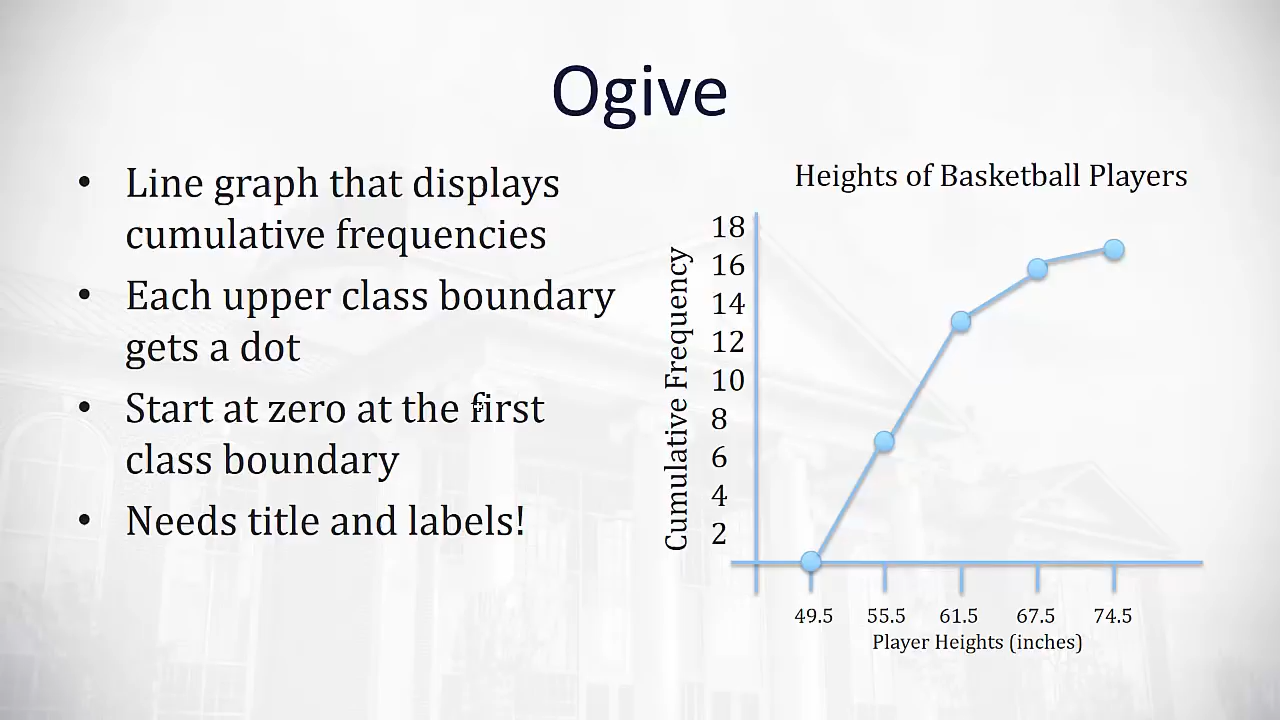 Ogive
• Line graph that displays
cumulative frequencies
• Each upper class boundary
gets a dot
• Start at zero at the first
class boundary
• Needs title and labels!
Heights of Basketball Players
Cumulative Frequency
18
16
14
12
10
8
6
4
2
49.5 55.5 61.5 67.5 74.5
Player Heights (inches)